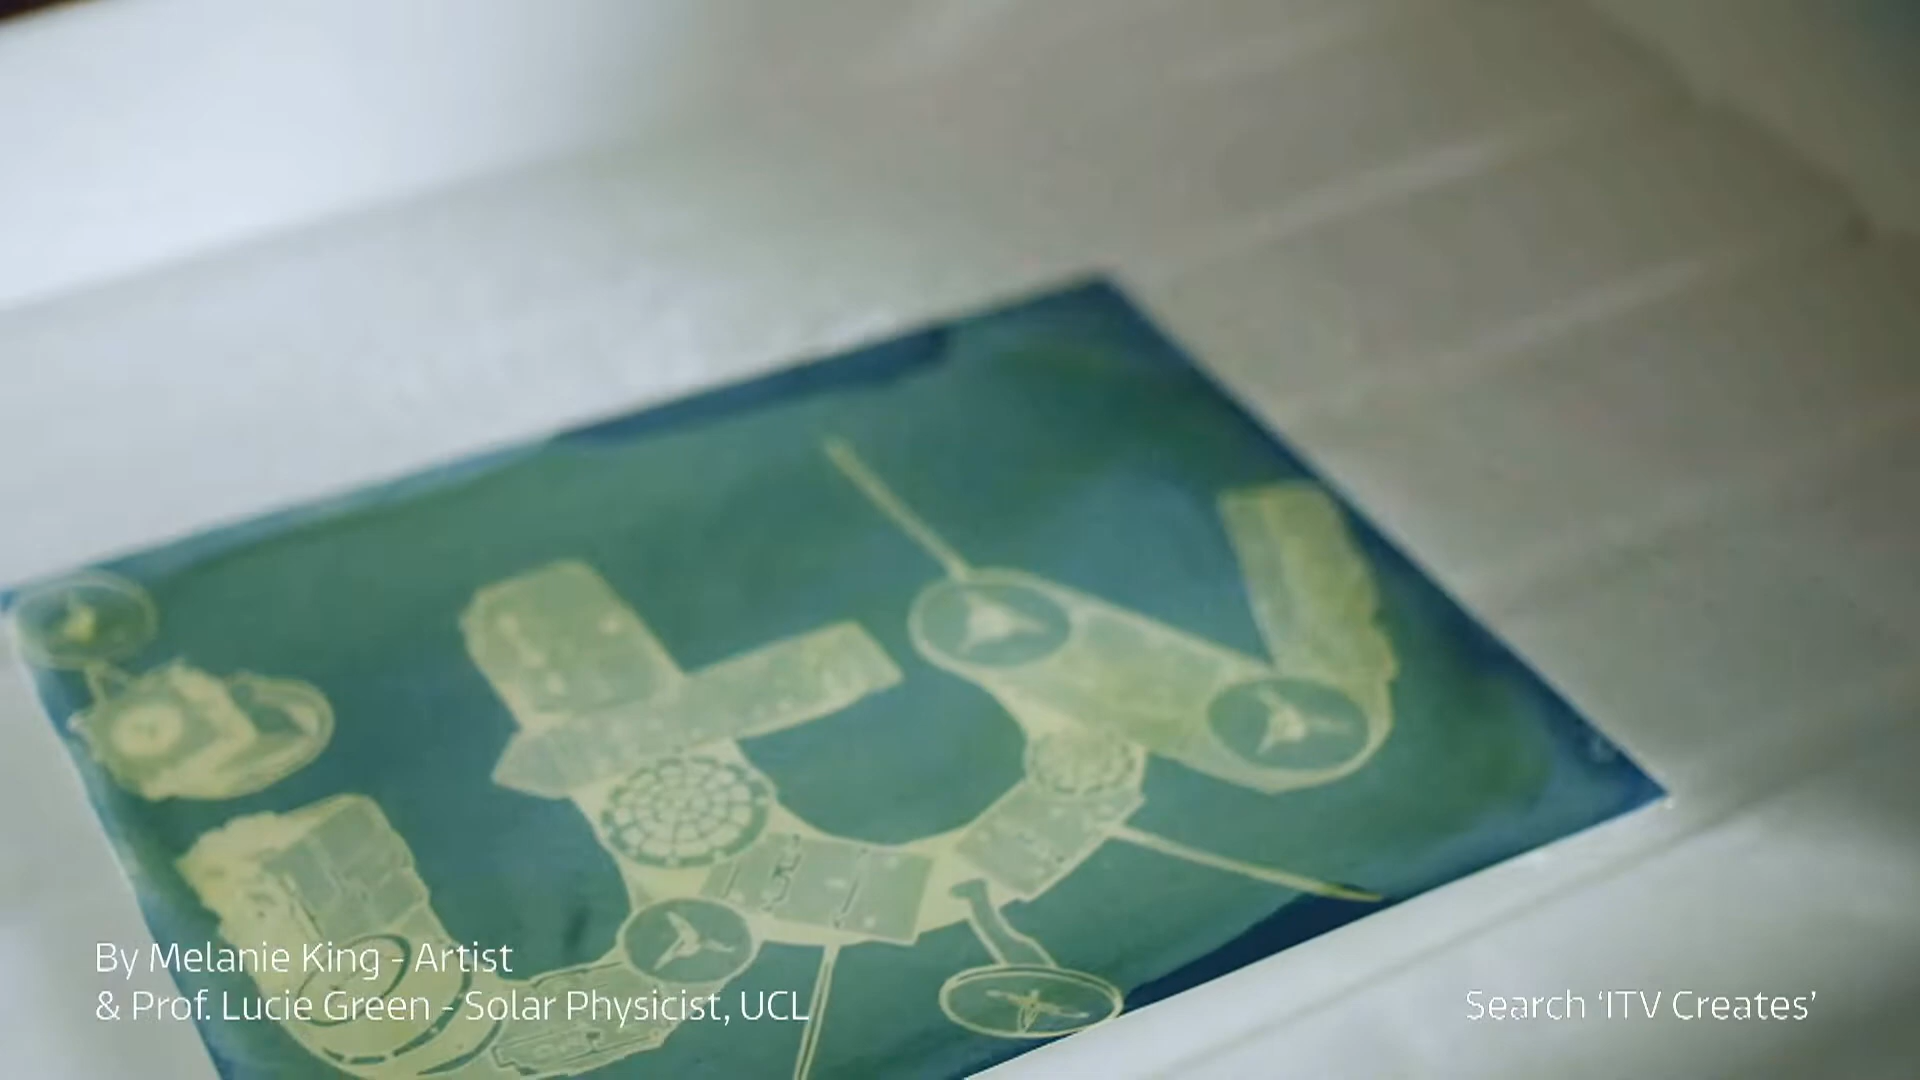 By Melanie King - Artist
& Prof. Lucie Green - Solar Physicist, UCL
Search ‘ITV Creates’